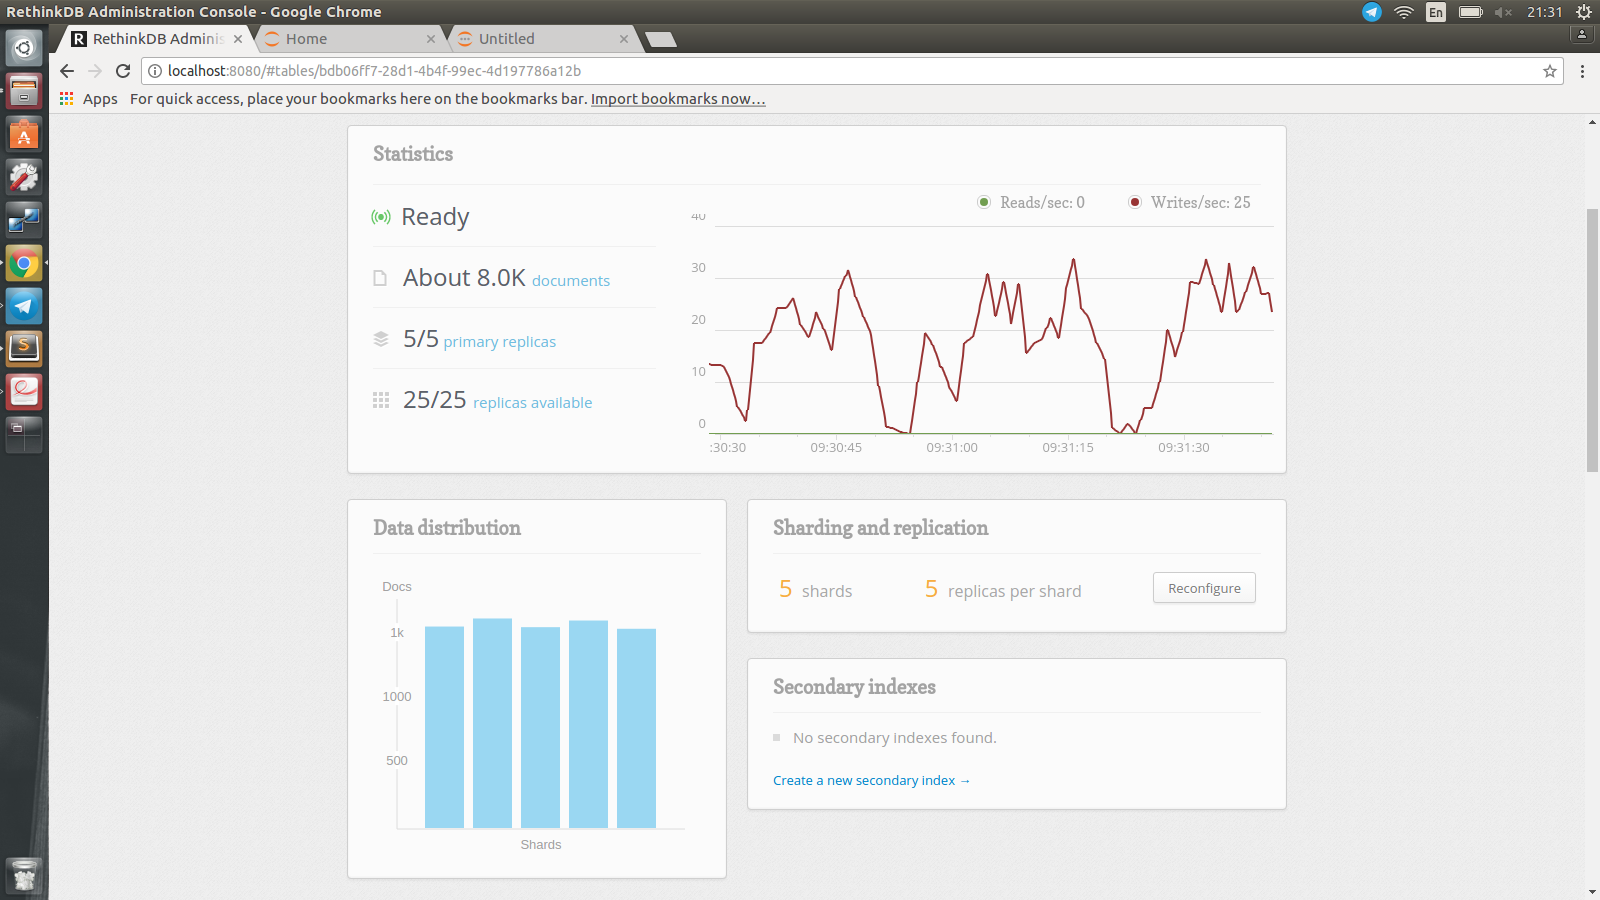 RethinkDB Administration Console - Google Chrome
En
21:31
RethinkDB Adminis
Home
Untitled
localhost:8080/#tables/bdb06ff7-28d1-4b4f-99ec-4d197786a12b
Apps For quick access, place your bookmarks here on the bookmarks bar. Import bookmarks now...
Statistics
Reads/sec: 0 Writes/sec: 25
Ready
About 8.0K documents
5/5 primary replicas
25/25 replicas available
40
30
20
10
0
:30:30 09:30:45 09:31:00 09:31:15 09:31:30
Data distribution
Docs
1k
1000
500
Shards
Sharding and replication
5 shards 5 replicas per shard Reconfigure
Secondary indexes
No secondary indexes found.
Create a new secondary index →